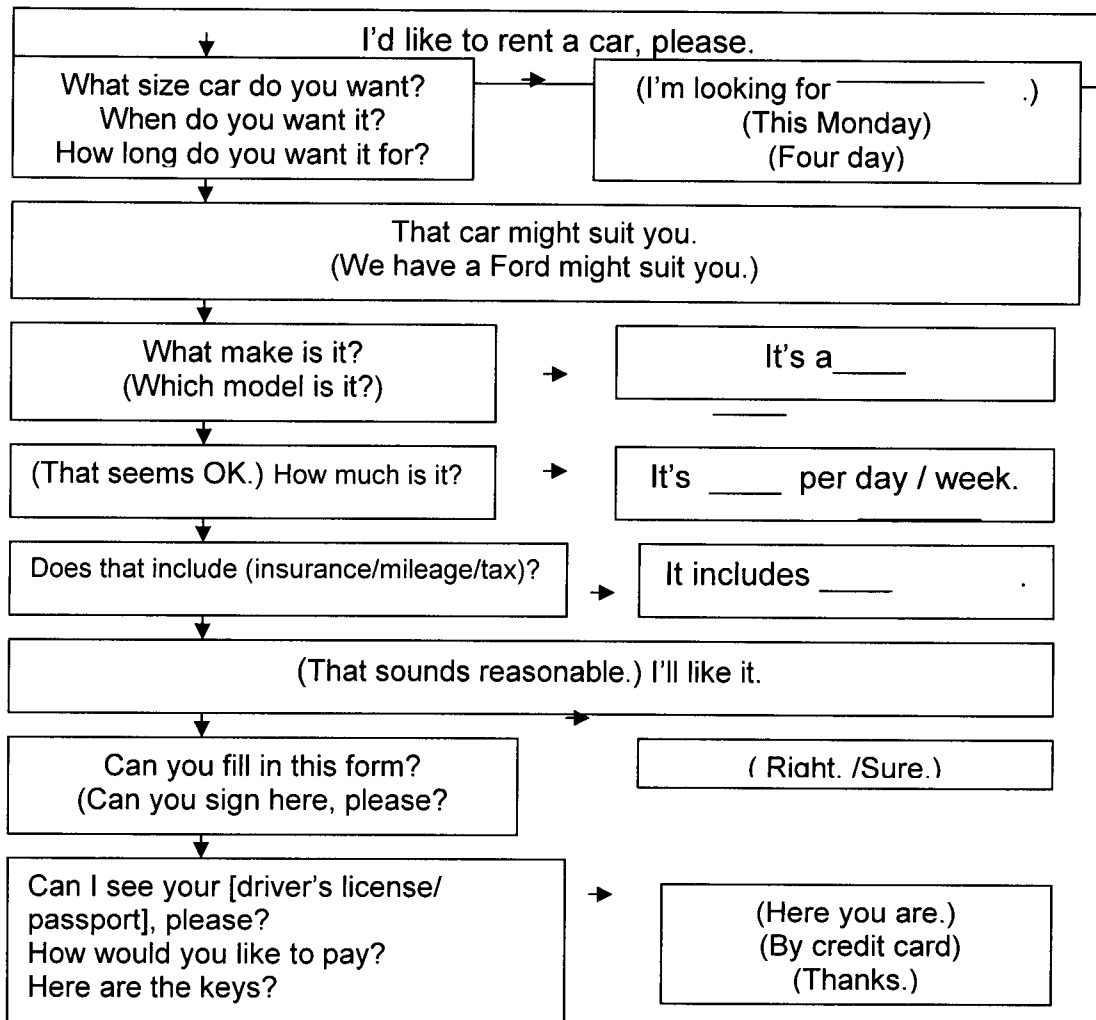 I'd like to rent a car, please.
What size car do you want?
When do you want it?
How long do you want it for?
(I'm looking for ________ .)
(This Monday)
(Four day)
That car might suit you.
(We have a Ford might suit you.)
What make is it?
(Which model is it?)
It's a____
(That seems OK.) How much is it?
It's ____ per day / week.
Does that include (insurance/mileage/tax)?
It includes ____ .
(That sounds reasonable.) I'll like it.
Can you fill in this form?
(Can you sign here, please?
( Right. /Sure.)
Can I see your [driver's license/
passport], please?
How would you like to pay?
Here are the keys?
(Here you are.)
(By credit card)
(Thanks.)